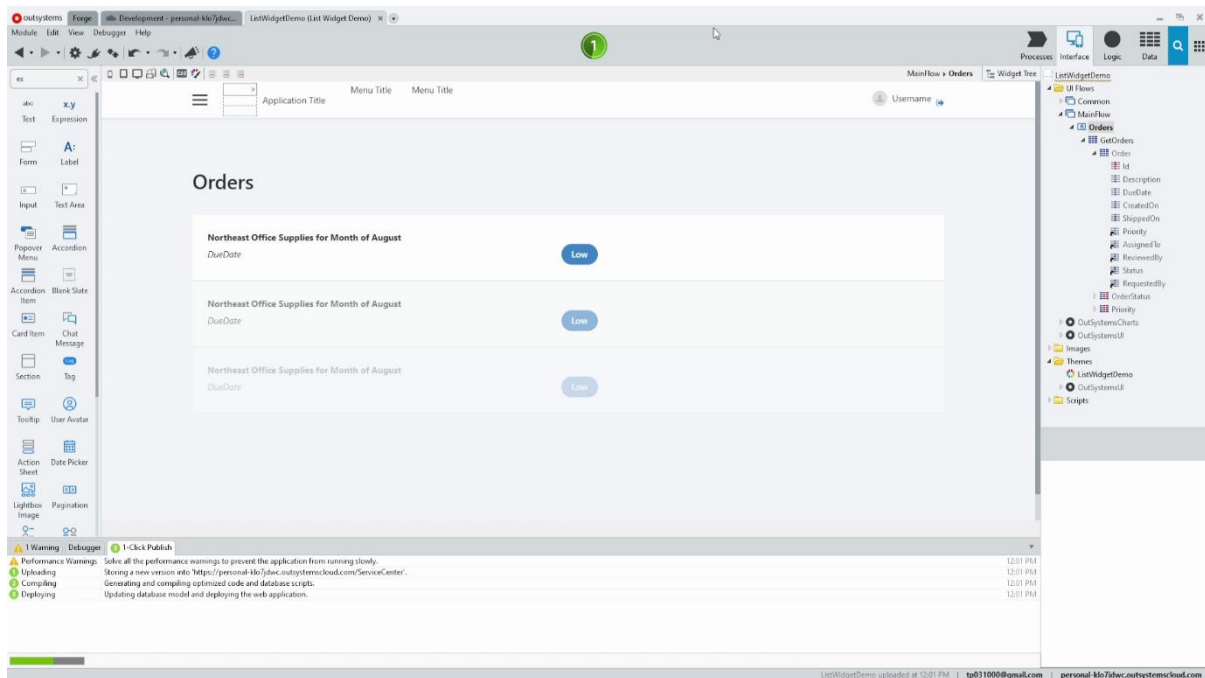 outsystems Forge Development - personal-klo7jdwc... ListWidgetDemo (List Widget Demo)
Module Edit View Debugger Help
1
Processes Interface Logic Data
ex
MainFlow Orders Widget Tree
abc x.y
Text Expression
Form Label
Input Text Area
Popover Menu Accordion
Accordion Item Blank Slate
Card Item Chat Message
Section Tag
Tooltip User Avatar
Action Sheet Date Picker
Lightbox Image Pagination
Application Title Menu Title Menu Title Username
Orders
Northeast Office Supplies for Month of August
DueDate Low
Northeast Office Supplies for Month of August
DueDate Low
Northeast Office Supplies for Month of August
DueDate Low
ListWidgetDemo
UI Flows
Common
MainFlow
Orders
GetOrders
Order
Id
Description
DueDate
CreatedOn
ShippedOn
Priority
AssignedTo
ReviewedBy
Status
RequestedBy
OrderStatus
Priority
OutSystemsCharts
OutSystemsUI
Images
Themes
ListWidgetDemo
OutSystemsUI
Scripts
1 Warning Debugger 1-Click Publish
Performance Warnings Solve all the performance warnings to prevent the application from running slowly. 12:01 PM
1 Uploading Storing a new version into 'https://personal-klo7jdwc.outsystemscloud.com/ServiceCenter'. 12:01 PM
2 Compiling Generating and compiling optimized code and database scripts. 12:01 PM
3 Deploying Updating database model and deploying the web application. 12:01 PM
ListWidgetDemo uploaded at 12:01 PM | tp031000@gmail.com | personal-klo7jdwc.outsystemscloud.com